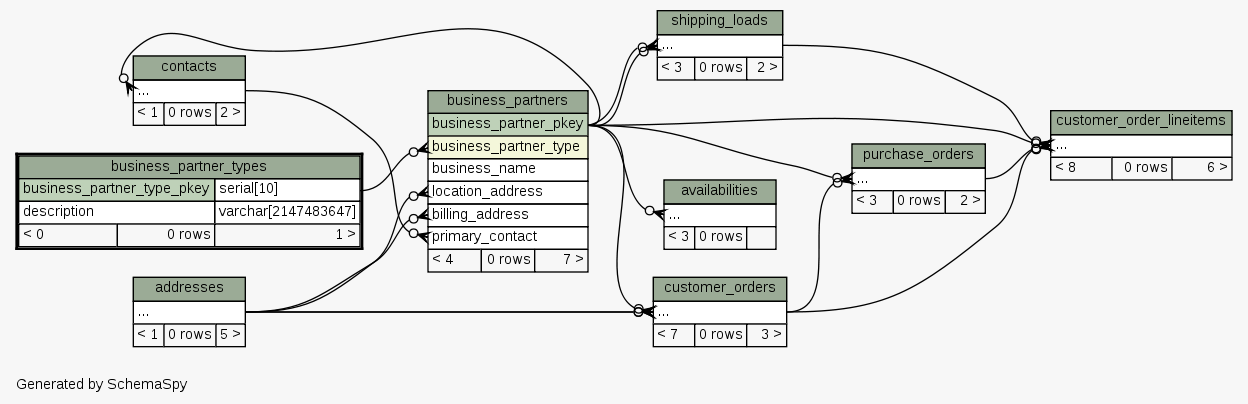 shipping_loads
...
< 3 0 rows 2 >
contacts
...
< 1 0 rows 2 >
business_partners
business_partner_pkey
business_partner_type
business_name
location_address
billing_address
primary_contact
< 4 0 rows 7 >
customer_order_lineitems
...
< 8 0 rows 6 >
purchase_orders
...
< 3 0 rows 2 >
business_partner_types
business_partner_type_pkey serial[10]
description varchar[2147483647]
< 0 0 rows 1 >
availabilities
...
< 3 0 rows
addresses
...
< 1 0 rows 5 >
customer_orders
...
< 7 0 rows 3 >
Generated by SchemaSpy